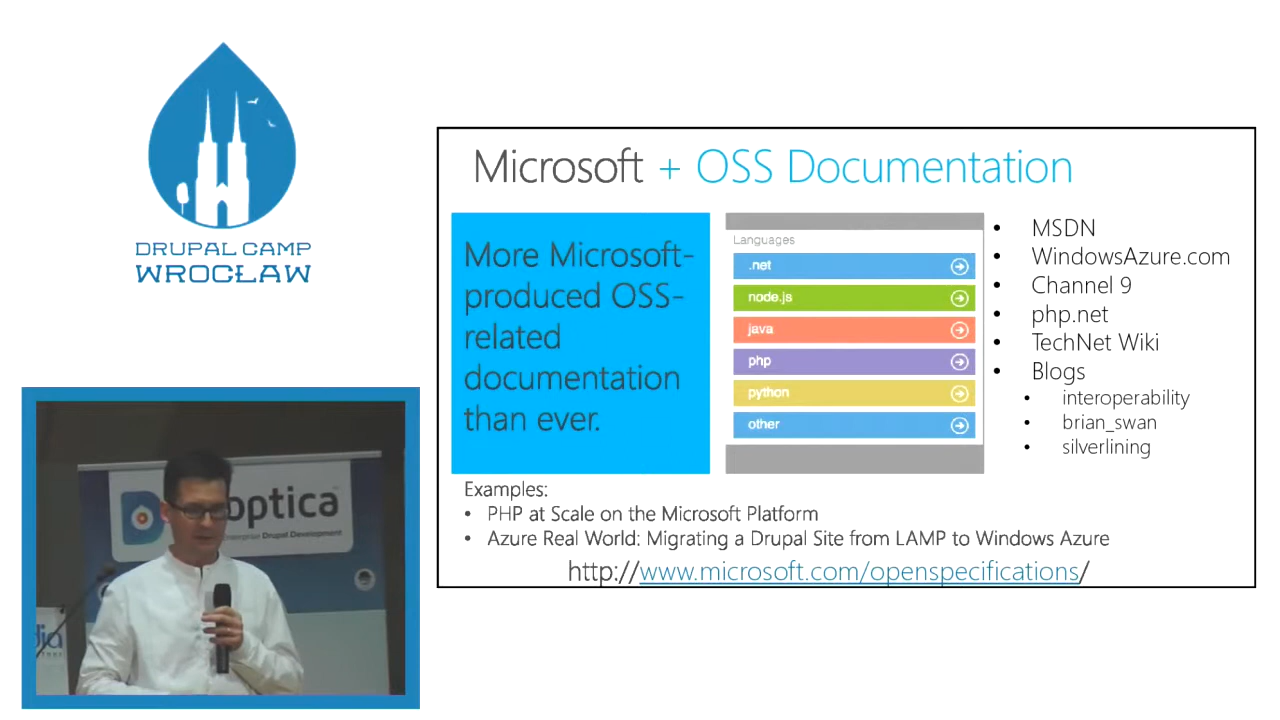 DRUPAL CAMP
WROCŁAW
Microsoft + OSS Documentation
More Microsoft-
produced OSS-
related
documentation
than ever.
Languages
.net
node.js
java
php
python
other
• MSDN
• WindowsAzure.com
• Channel 9
• php.net
• TechNet Wiki
• Blogs
• interoperability
• brian_swan
• silverlining
Examples:
• PHP at Scale on the Microsoft Platform
• Azure Real World: Migrating a Drupal Site from LAMP to Windows Azure
http://www.microsoft.com/openspecifications/
optica
Drupal Development